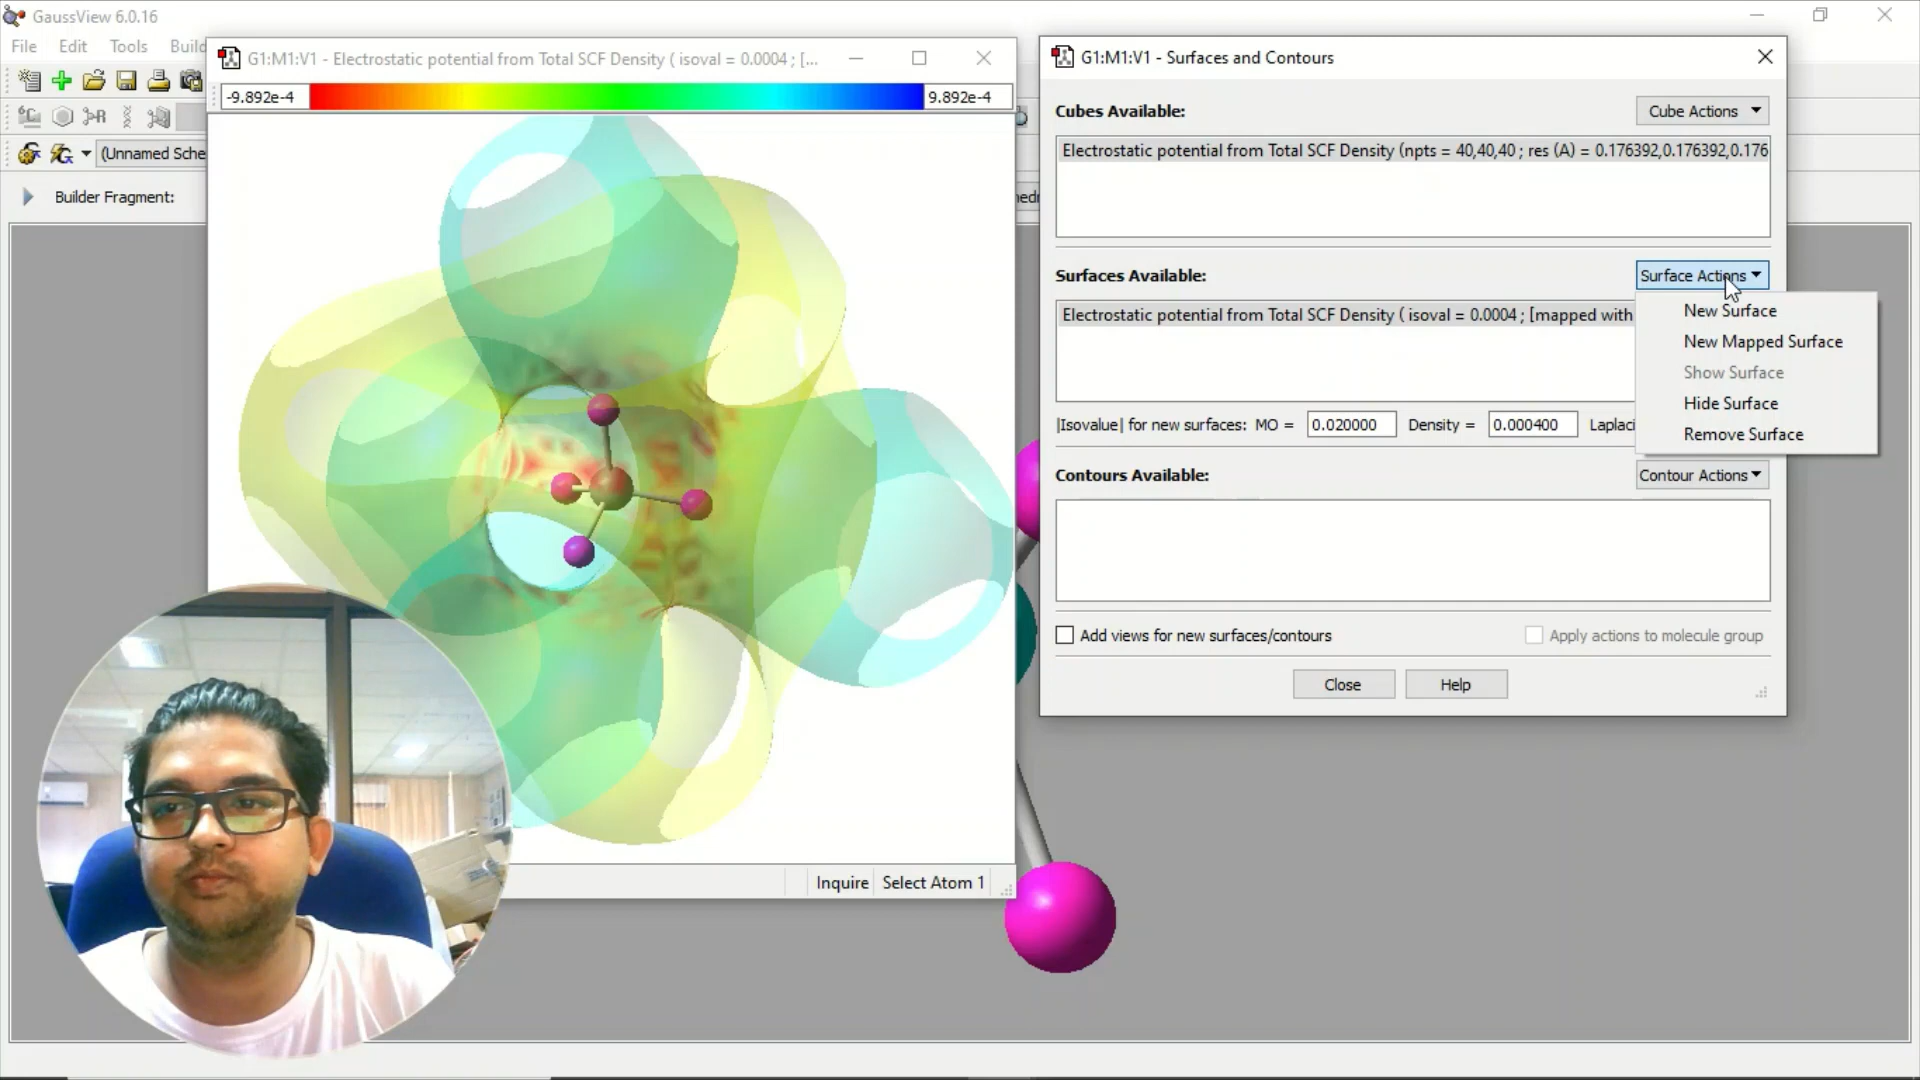 GaussView 6.0.16
File Edit Tools Build
G1:M1:V1 - Electrostatic potential from Total SCF Density ( isoval = 0.0004 ; [...
-9.892e-4
9.892e-4
(Unnamed Sche
Builder Fragment:
Inquire
Select Atom 1
G1:M1:V1 - Surfaces and Contours
Cubes Available:
Cube Actions
Electrostatic potential from Total SCF Density (npts = 40,40,40 ; res (A) = 0.176392,0.176392,0.176
Surfaces Available:
Surface Actions
Electrostatic potential from Total SCF Density ( isoval = 0.0004 ; [mapped with
New Surface
New Mapped Surface
Show Surface
Hide Surface
Remove Surface
|Isovalue| for new surfaces: MO = 0.020000 Density = 0.000400 Laplaci
Contours Available:
Contour Actions
Add views for new surfaces/contours
Apply actions to molecule group
Close
Help